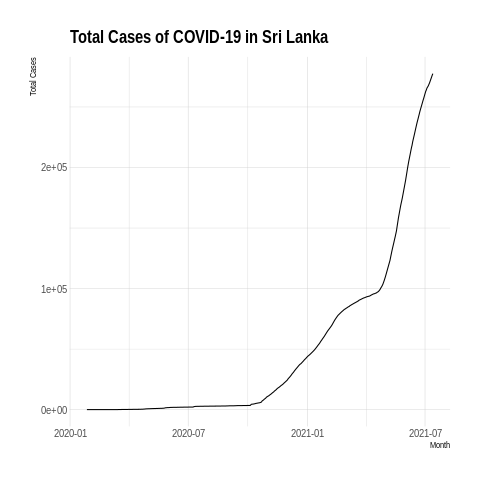 Total Cases of COVID-19 in Sri Lanka
Total Cases
2e+05
1e+05
0e+00
2020-01
2020-07
2021-01
2021-07
Month